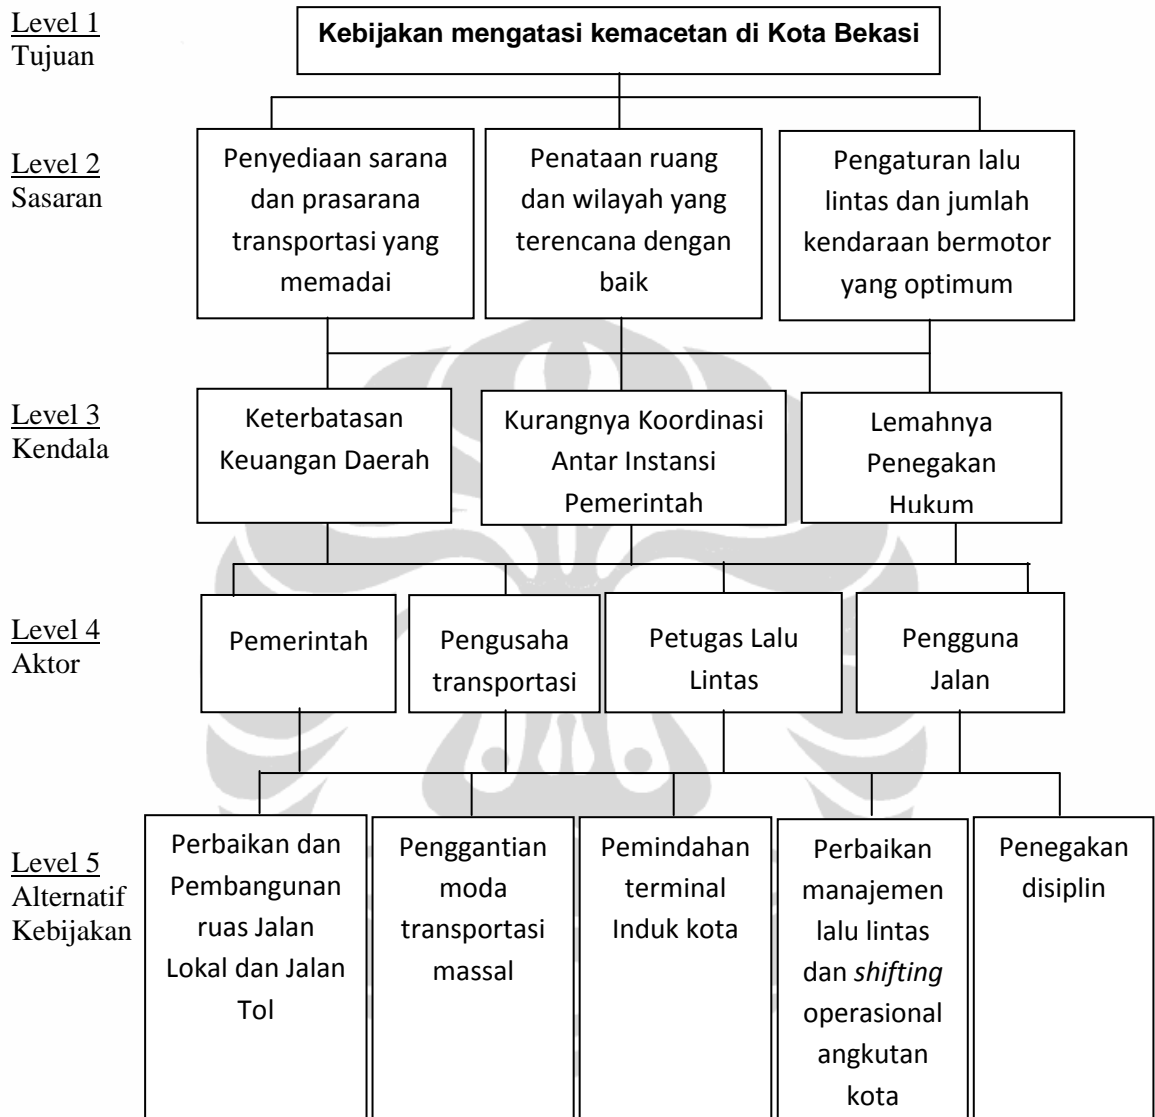 Level 1
Tujuan
Kebijakan mengatasi kemacetan di Kota Bekasi
Level 2
Sasaran
Penyediaan sarana
dan prasarana
transportasi yang
memadai
Penataan ruang
dan wilayah yang
terencana dengan
baik
Pengaturan lalu
lintas dan jumlah
kendaraan bermotor
yang optimum
Level 3
Kendala
Keterbatasan
Keuangan Daerah
Kurangnya Koordinasi
Antar Instansi
Pemerintah
Lemahnya
Penegakan
Hukum
Level 4
Aktor
Pemerintah
Pengusaha
transportasi
Petugas Lalu
Lintas
Pengguna
Jalan
Level 5
Alternatif
Kebijakan
Perbaikan dan
Pembangunan
ruas Jalan
Lokal dan Jalan
Tol
Penggantian
moda
transportasi
massal
Pemindahan
terminal
Induk kota
Perbaikan
manajemen
lalu lintas
dan shifting
operasional
angkutan
kota
Penegakan
disiplin